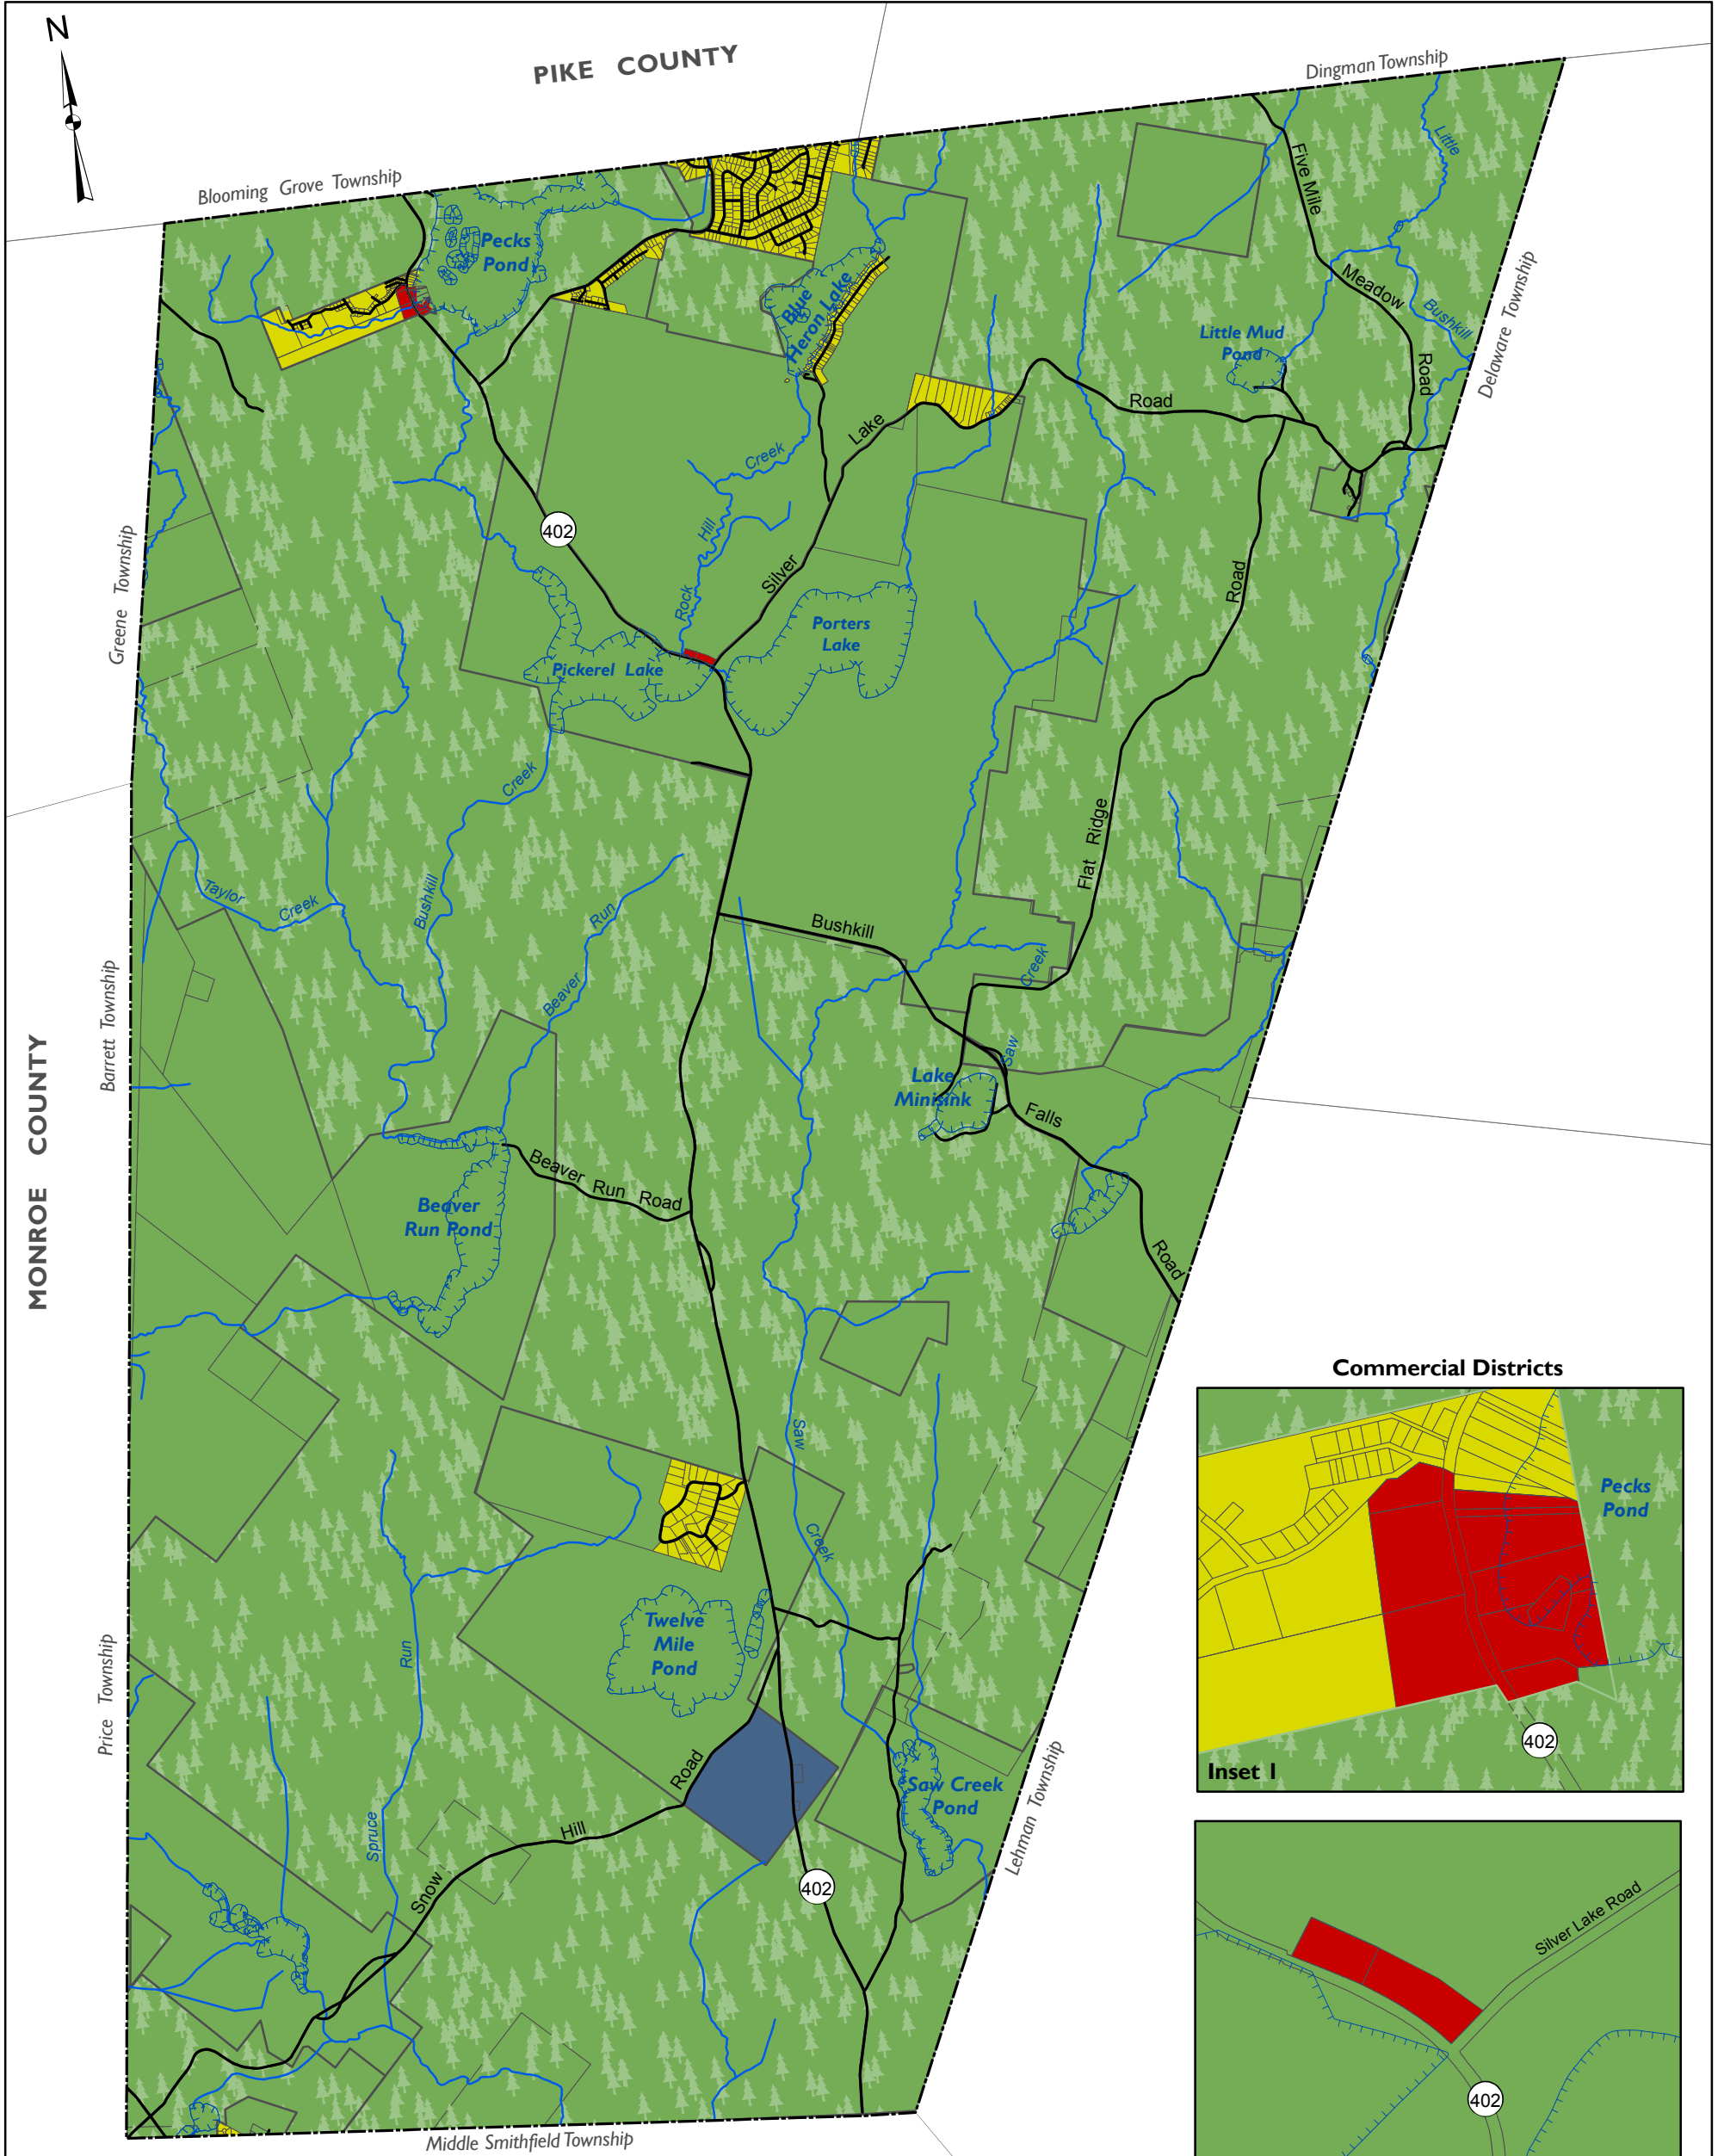 N
PIKE COUNTY
Dingman Township
Blooming Grove Township
Little
Five Mile
Pecks
Pond
Blue
Heron Lake
Meadow
Bushkill
Delaware Township
Little Mud
Pond
Road
Road
Lake
Creek
402
Hill
Silver
Road
Greene Township
Rock
Porters
Lake
Pickerel Lake
Creek
Flat Ridge
Taylor
Creek
Bushkill
Run
Bushkill
Creek
Beaver
Barrett Township
MONROE COUNTY
Saw
Lake
Minisink
Falls
Beaver Run Road
Beaver
Run Pond
Road
Commercial Districts
Saw
Pecks
Pond
Creek
Twelve
Mile
Pond
Run
Price Township
402
Inset 1
Road
Saw Creek
Pond
Lehman Township
Hill
Spruce
Snow
402
Silver Lake Road
402
Middle Smithfield Township